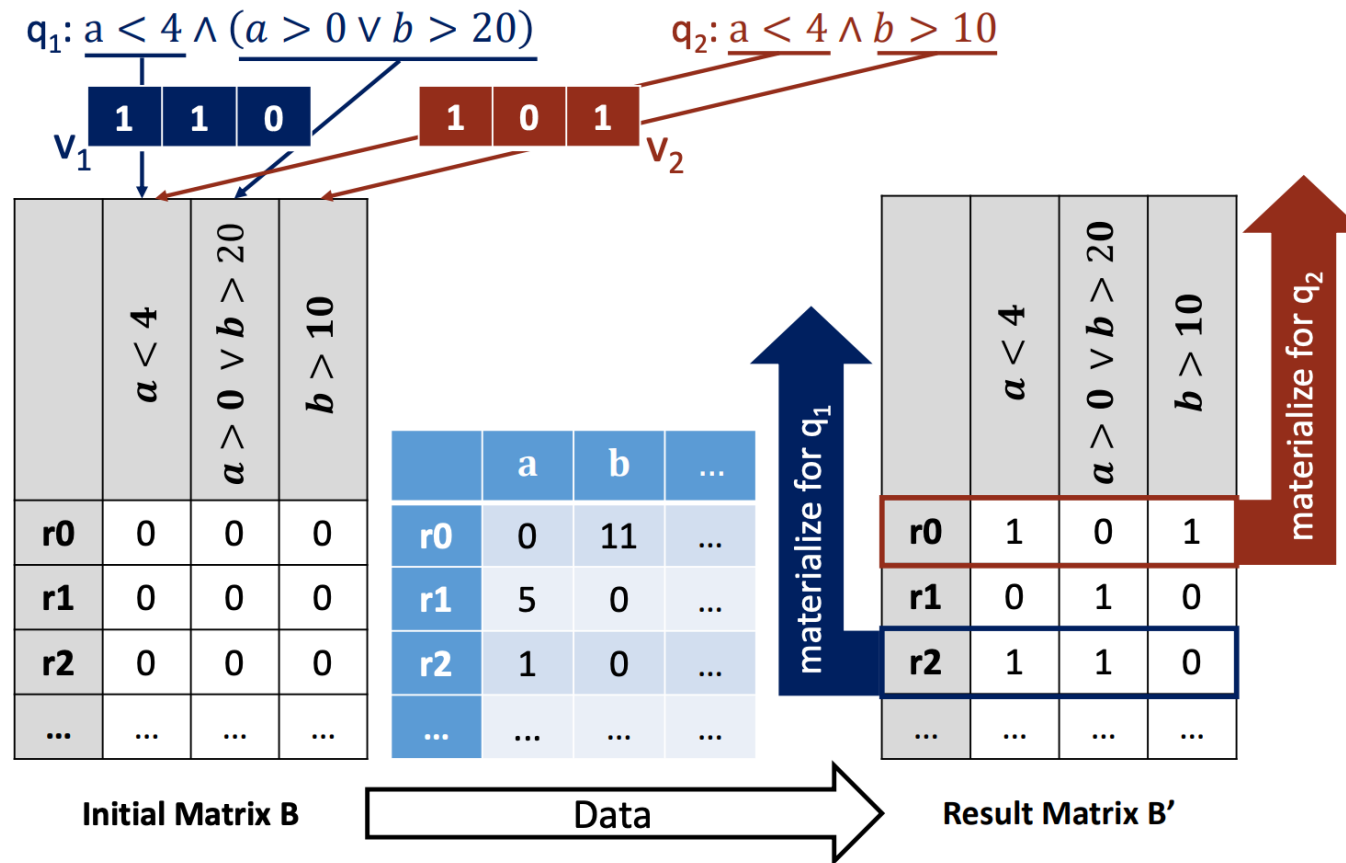 q₁: a < 4 ∧ (a > 0 ∨ b > 20)
q₂: a < 4 ∧ b > 10
1 1 0
v₁
1 0 1
v₂
a < 4
a > 0 ∨ b > 20
b > 10
r0 0 0 0
r1 0 0 0
r2 0 0 0
... ... ... ...
Initial Matrix B
a b ...
r0 0 11 ...
r1 5 0 ...
r2 1 0 ...
... ... ... ...
Data
materialize for q₁
a < 4
a > 0 ∨ b > 20
b > 10
r0 1 0 1
r1 0 1 0
r2 1 1 0
... ... ... ...
Result Matrix B’
materialize for q₂